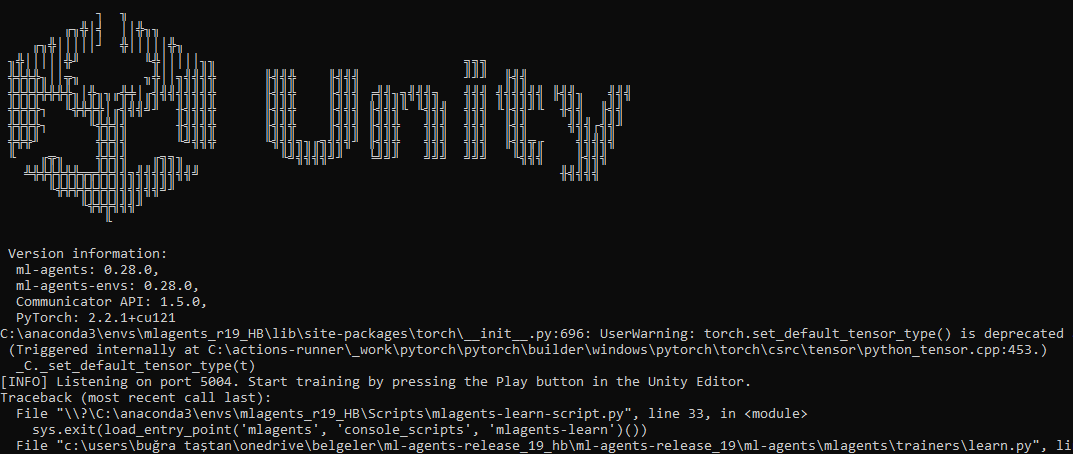 Unity
Version information:
ml-agents: 0.28.0,
ml-agents-envs: 0.28.0,
Communicator API: 1.5.0,
PyTorch: 2.2.1+cu121
C:\anaconda3\envs\mlagents_r19_HB\lib\site-packages\torch\__init__.py:696: UserWarning: torch.set_default_tensor_type() is deprecated
(Triggered internally at C:\actions-runner\_work\pytorch\pytorch\builder\windows\pytorch\torch\csrc\tensor\python_tensor.cpp:453.)
_C._set_default_tensor_type(t)
[INFO] Listening on port 5004. Start training by pressing the Play button in the Unity Editor.
Traceback (most recent call last):
File "\\?\C:\anaconda3\envs\mlagents_r19_HB\Scripts\mlagents-learn-script.py", line 33, in <module>
sys.exit(load_entry_point('mlagents', 'console_scripts', 'mlagents-learn')())
File "c:\users\buğra taştan\onedrive\belgeler\ml-agents-release_19_hb\ml-agents-release_19\ml-agents\mlagents\trainers\learn.py", li